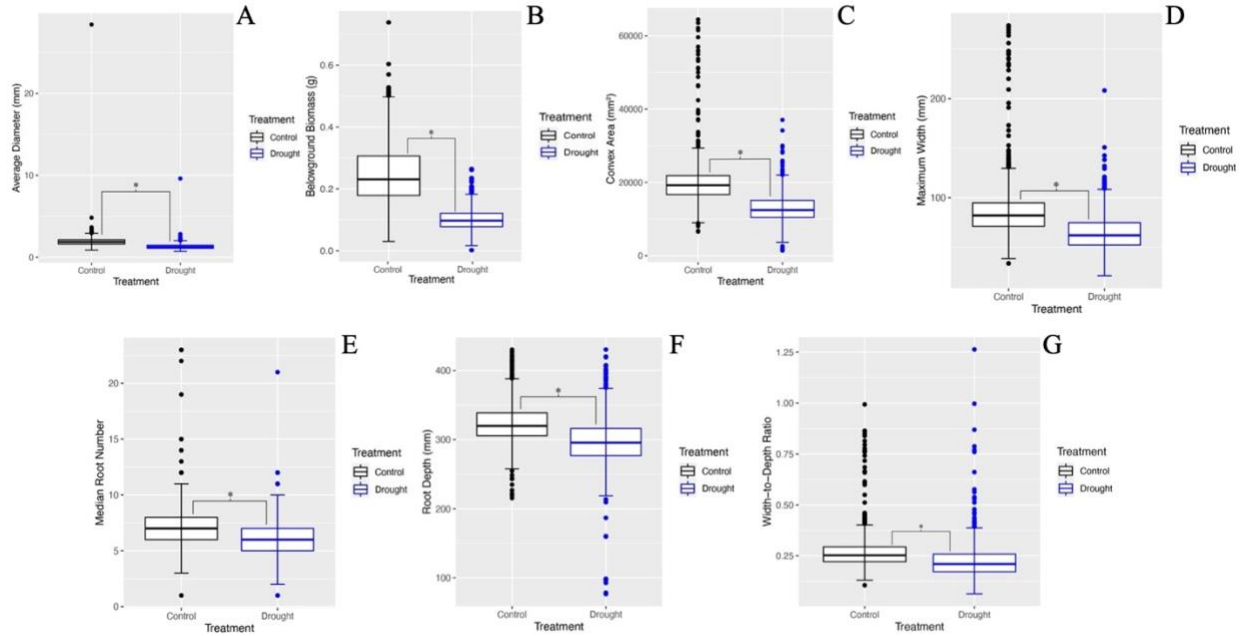 A
Average Diameter (mm)
20
10
0
Control
Drought
Treatment
Treatment
Control
Drought
B
Belowground Biomass (g)
0.6
0.4
0.2
0.0
*
Control
Drought
Treatment
Treatment
Control
Drought
C
Convex Area (mm²)
60000
40000
20000
0
*
Control
Drought
Treatment
Treatment
Control
Drought
D
Maximum Width (mm)
200
100
*
Control
Drought
Treatment
Treatment
Control
Drought
E
Median Root Number
20
15
10
5
0
*
Control
Drought
Treatment
Treatment
Control
Drought
F
Root Depth (mm)
400
300
200
100
*
Control
Drought
Treatment
Treatment
Control
Drought
G
Width-to-Depth Ratio
1.25
1.00
0.75
0.50
0.25
*
Control
Drought
Treatment
Treatment
Control
Drought